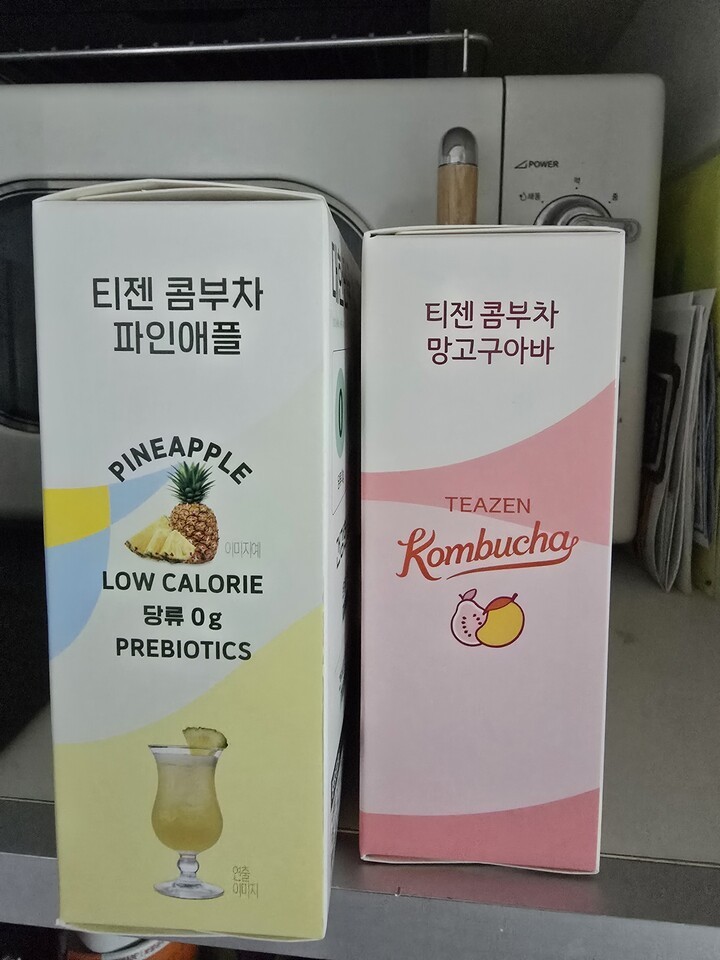 티젠 콤부차
파인애플
PINEAPPLE
이미지예
LOW CALORIE
당류 0g
PREBIOTICS
연출
이미지
0
티젠 콤부차
망고구아바
TEAZEN
Kombucha
POWER